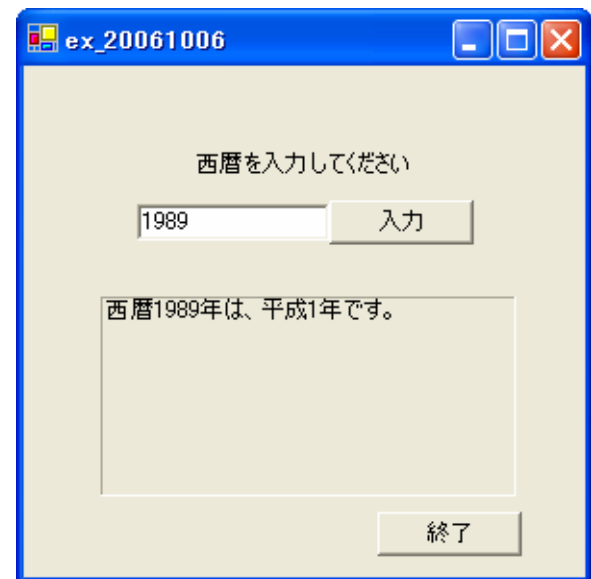 ex_20061006
西暦を入力してください
1989 入力
西暦1989年は、平成1年です。
終了